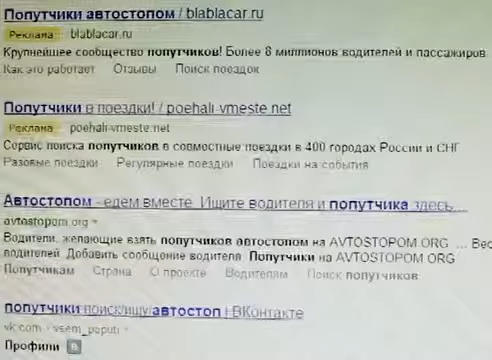 Попутчики автостопом / blablacar.ru
Реклама blablacar.ru
Крупнейшее сообщество попутчиков! Более 8 миллионов водителей и пассажиров.
Как это работает Отзывы Поиск поездок
Попутчики в поездки! / poehali-vmeste.net
Реклама poehali-vmeste.net
Сервис поиска попутчиков в совместные поездки в 400 городах России и СНГ
Разовые поездки Регулярные поездки Поездки на события
Автостопом - едем вместе. Ищите водителя и попутчика здесь...
avtostopom.org
Водители, желающие взять попутчиков автостопом на AVTOSTOPOM.ORG ... Вес
водителей. Добавить сообщение водителя. Попутчики на AVTOSTOPOM.ORG
Попутчикам Страна О проекте Водителям Поиск попутчиков
попутчики поиск/ищу/автостоп | ВКонтакте
vk.com › vsem_poputi
Профили В